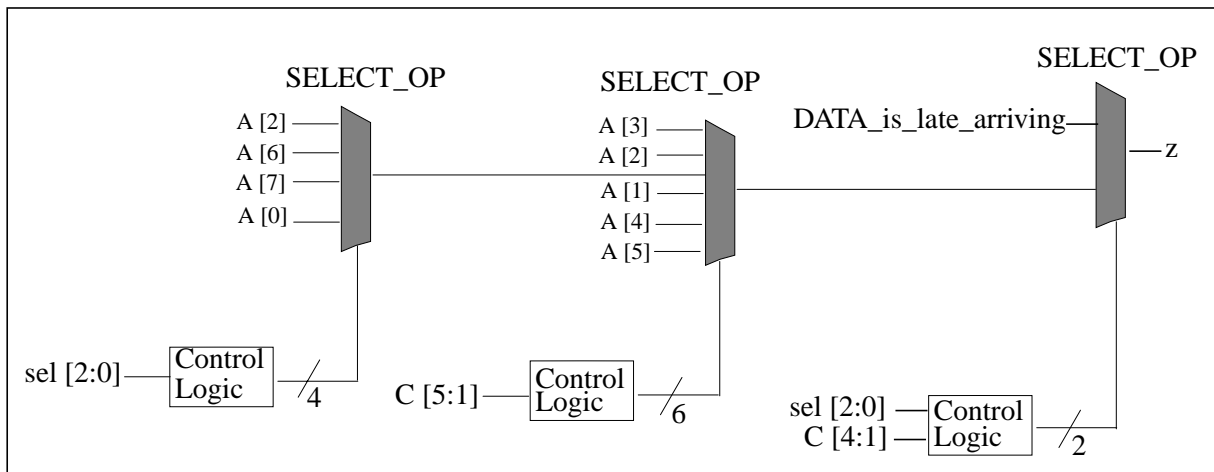 SELECT_OP
A [2]
A [6]
A [7]
A [0]
sel [2:0]
Control
Logic
4
SELECT_OP
A [3]
A [2]
A [1]
A [4]
A [5]
C [5:1]
Control
Logic
6
SELECT_OP
DATA_is_late_arriving
z
sel [2:0]
C [4:1]
Control
Logic
2